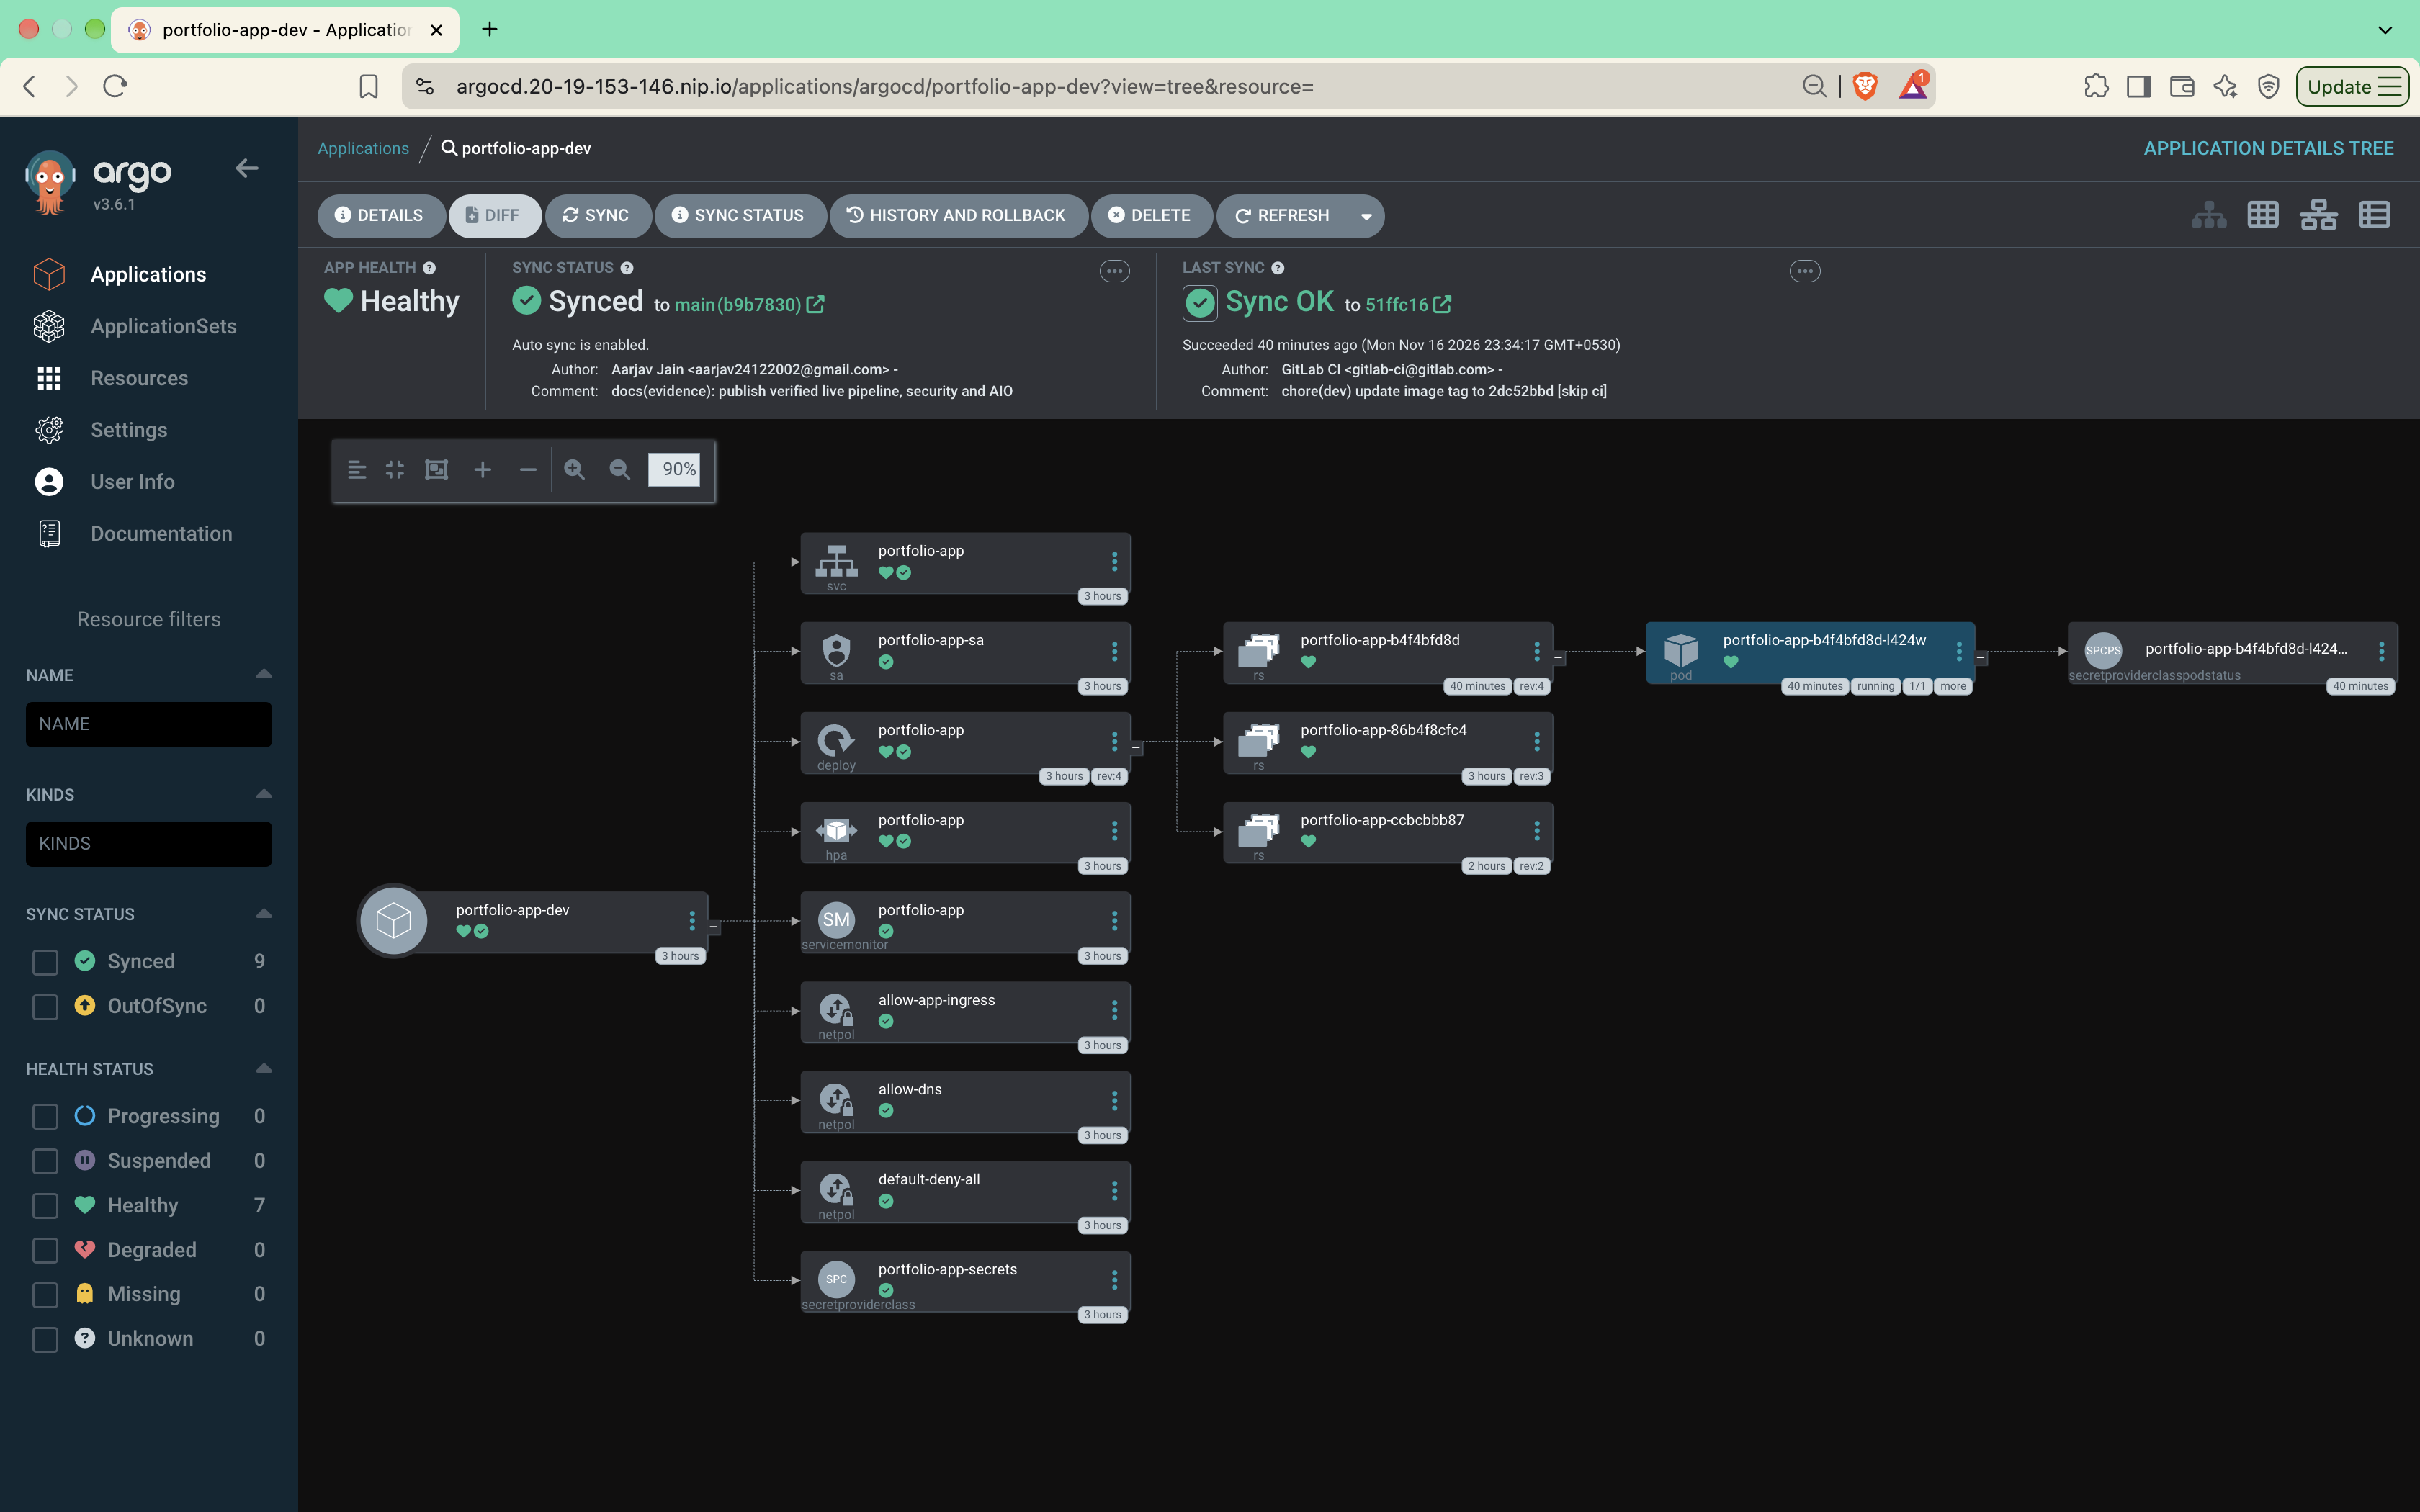 portfolio-app-dev - Applicatio
argocd.20-19-153-146.nip.io/applications/argocd/portfolio-app-dev?view=tree&resource=
1
Update
argo
v3.6.1
Applications
ApplicationSets
Resources
Settings
User Info
Documentation
Resource filters
NAME
NAME
KINDS
KINDS
SYNC STATUS
Synced 9
OutOfSync 0
HEALTH STATUS
Progressing 0
Suspended 0
Healthy 7
Degraded 0
Missing 0
Unknown 0
Applications / portfolio-app-dev
APPLICATION DETAILS TREE
DETAILS DIFF SYNC SYNC STATUS HISTORY AND ROLLBACK DELETE REFRESH
APP HEALTH
Healthy
SYNC STATUS
Synced to main (b9b7830)
Auto sync is enabled.
Author: Aarjav Jain <aarjav24122002@gmail.com> -
Comment: docs(evidence): publish verified live pipeline, security and AIO
LAST SYNC
Sync OK to 51ffc16
Succeeded 40 minutes ago (Mon Nov 16 2026 23:34:17 GMT+0530)
Author: GitLab CI <gitlab-ci@gitlab.com> -
Comment: chore(dev) update image tag to 2dc52bbd [skip ci]
90%
portfolio-app-dev
3 hours
portfolio-app
svc
3 hours
portfolio-app-sa
sa
3 hours
portfolio-app
deploy
3 hours rev:4
portfolio-app
hpa
3 hours
SM
portfolio-app
servicemonitor
3 hours
allow-app-ingress
netpol
3 hours
allow-dns
netpol
3 hours
default-deny-all
netpol
3 hours
SPC
portfolio-app-secrets
secretproviderclass
3 hours
portfolio-app-b4f4bfd8d
rs
40 minutes rev:4
portfolio-app-86b4f8cfc4
rs
3 hours rev:3
portfolio-app-ccbcbbb87
rs
2 hours rev:2
portfolio-app-b4f4bfd8d-l424w
pod
40 minutes running 1/1 more
SPCPS
portfolio-app-b4f4bfd8d-l424...
secretproviderclasspodstatus
40 minutes